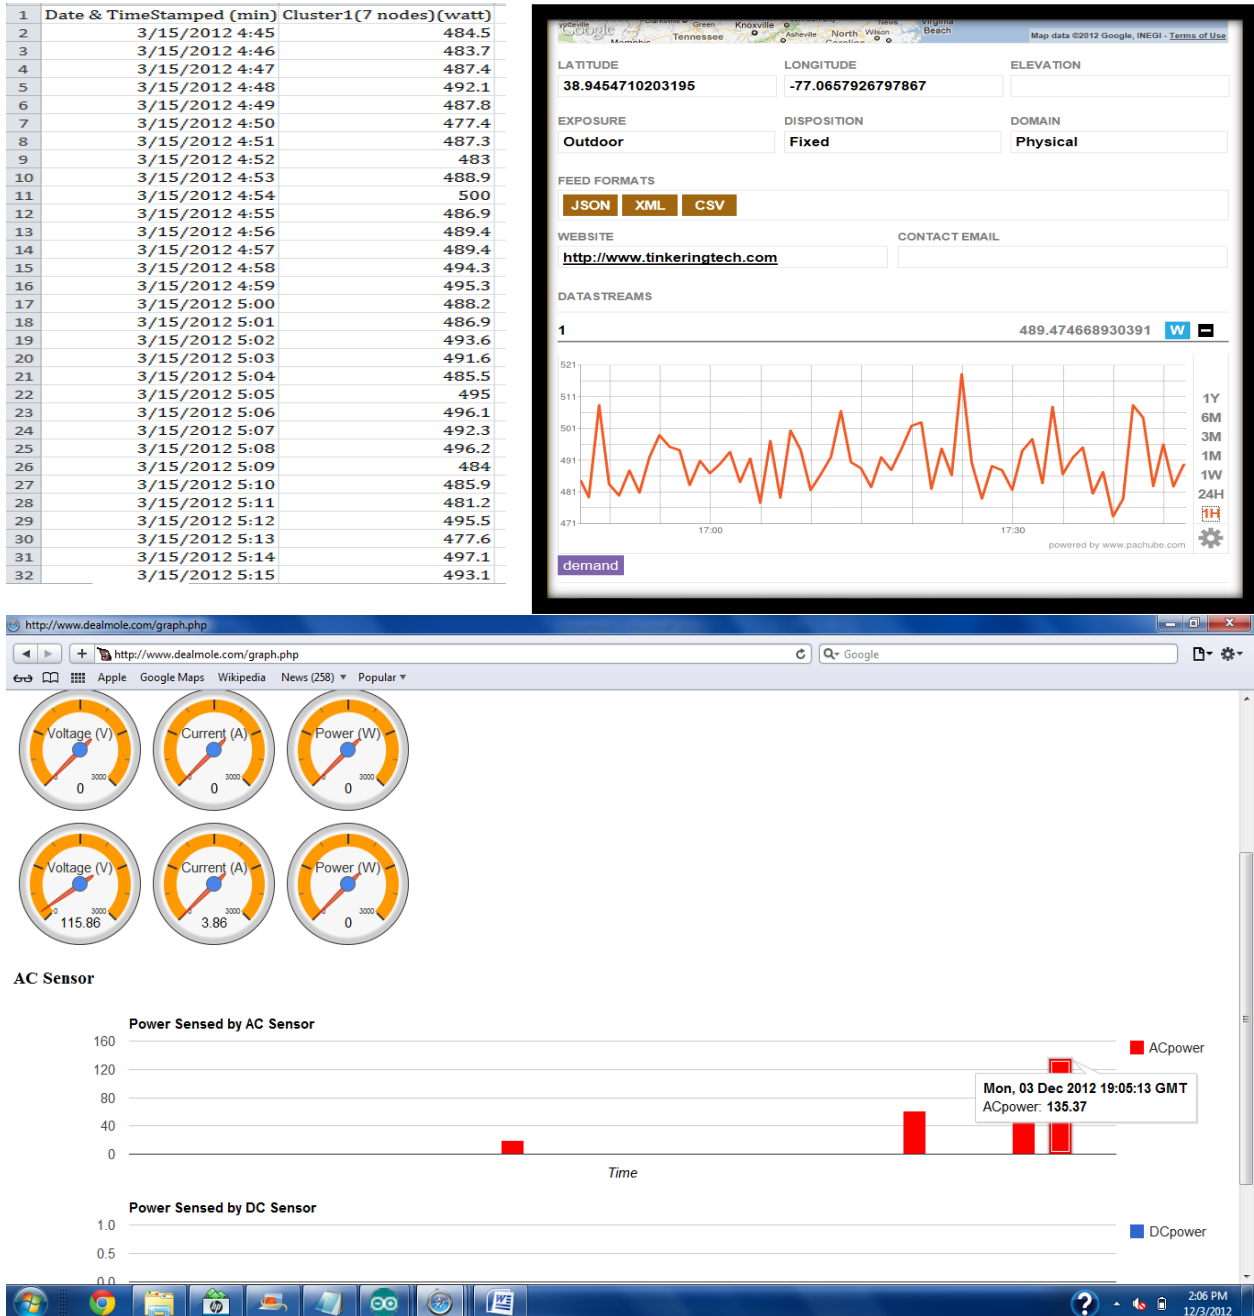 1 Date & TimeStamped (min) Cluster1(7 nodes)(watt)
2 3/15/2012 4:45 484.5
3 3/15/2012 4:46 483.7
4 3/15/2012 4:47 487.4
5 3/15/2012 4:48 492.1
6 3/15/2012 4:49 487.8
7 3/15/2012 4:50 477.4
8 3/15/2012 4:51 487.3
9 3/15/2012 4:52 483
10 3/15/2012 4:53 488.9
11 3/15/2012 4:54 500
12 3/15/2012 4:55 486.9
13 3/15/2012 4:56 489.4
14 3/15/2012 4:57 489.4
15 3/15/2012 4:58 494.3
16 3/15/2012 4:59 495.3
17 3/15/2012 5:00 488.2
18 3/15/2012 5:01 486.9
19 3/15/2012 5:02 493.6
20 3/15/2012 5:03 491.6
21 3/15/2012 5:04 485.5
22 3/15/2012 5:05 495
23 3/15/2012 5:06 496.1
24 3/15/2012 5:07 492.3
25 3/15/2012 5:08 496.2
26 3/15/2012 5:09 484
27 3/15/2012 5:10 485.9
28 3/15/2012 5:11 481.2
29 3/15/2012 5:12 495.5
30 3/15/2012 5:13 477.6
31 3/15/2012 5:14 497.1
32 3/15/2012 5:15 493.1
Green Knoxville News Virginia
Google Tennessee Asheville North Wilson Beach
Memphis Carolina Map data ©2012 Google, INEGI - Terms of Use
LATITUDE LONGITUDE ELEVATION
38.9454710203195 -77.0657926797867
EXPOSURE DISPOSITION DOMAIN
Outdoor Fixed Physical
FEED FORMATS
JSON XML CSV
WEBSITE CONTACT EMAIL
http://www.tinkeringtech.com
DATASTREAMS
1 489.474668930391 W
521
511
501
491
481
471
17:00 17:30
1Y
6M
3M
1M
1W
24H
1H
powered by www.pachube.com
demand
http://www.dealmole.com/graph.php
http://www.dealmole.com/graph.php Google
Apple Google Maps Wikipedia News (258) Popular
Voltage (V) Current (A) Power (W)
3000 3000 3000
0 0 0
Voltage (V) Current (A) Power (W)
0 3000 3000 3000
115.86 3.86 0
AC Sensor
Power Sensed by AC Sensor
160
120
80
40
0
ACpower
Mon, 03 Dec 2012 19:05:13 GMT
ACpower: 135.37
Time
Power Sensed by DC Sensor
1.0
0.5
0.0
DCpower
2:06 PM
12/3/2012